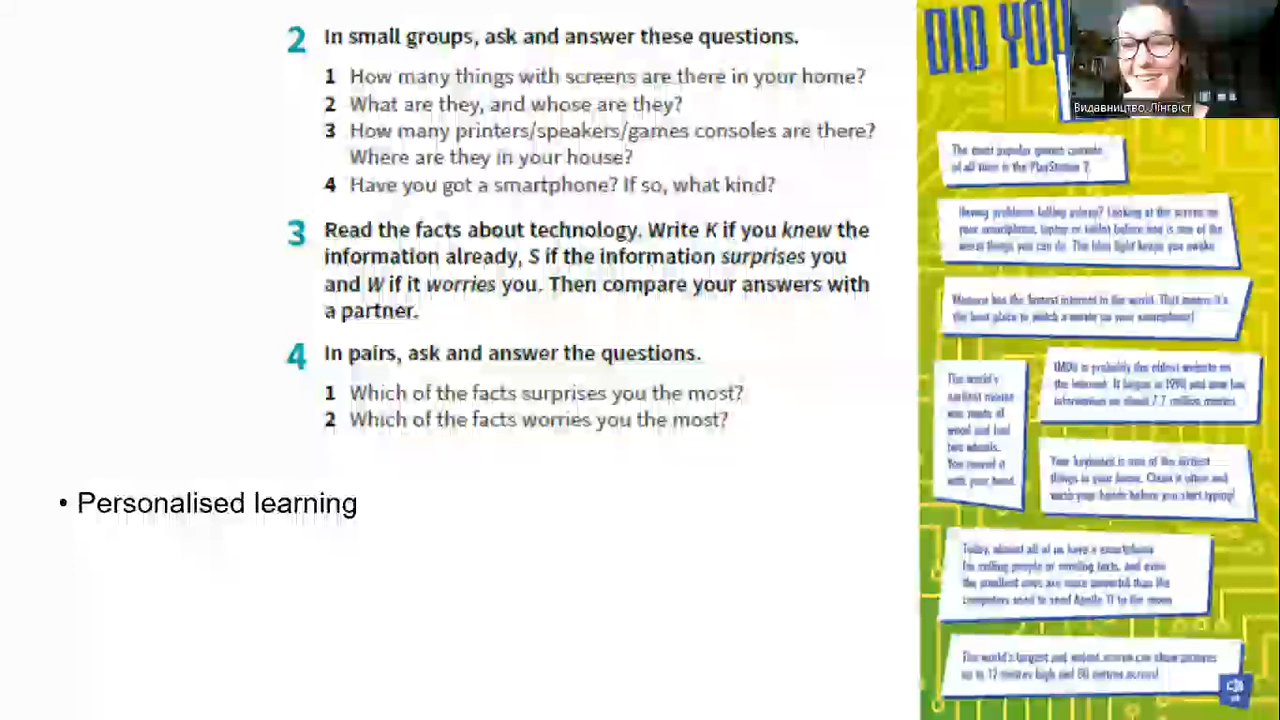 2 In small groups, ask and answer these questions.
1 How many things with screens are there in your home?
2 What are they, and whose are they?
3 How many printers/speakers/games consoles are there?
Where are they in your house?
4 Have you got a smartphone? If so, what kind?
3 Read the facts about technology. Write K if you knew the
information already, S if the information surprises you
and W if it worries you. Then compare your answers with
a partner.
4 In pairs, ask and answer the questions.
1 Which of the facts surprises you the most?
2 Which of the facts worries you the most?
• Personalised learning
DID YOU
Видавництво, Лінгвіст
The most popular games console
of all time is the PlayStation 2.
Having problems falling asleep? Looking at the screen on
your smartphone, laptop or tablet before bed is one of the
worst things you can do. The blue light keeps you awake.
has the fastest internet in the world. That means it's
the best place to watch a movie on your smartphone!
The world's
earliest mouse
was made of
wood and had
two wheels.
You moved it
with your hand.
IMDb is probably the oldest website on
the internet. It began in 1990 and now has
information on about 7.7 million movies.
Your keyboard is one of the dirtiest
things in your home. Clean it often and
wash your hands before you start typing!
Today, almost all of us have a smartphone
for calling people or sending texts, and even
the smallest ones are more powerful than the
computers used to send Apollo 11 to the moon.
The world's largest and widest screen can show pictures
up to 12 metres high and 80 metres across!